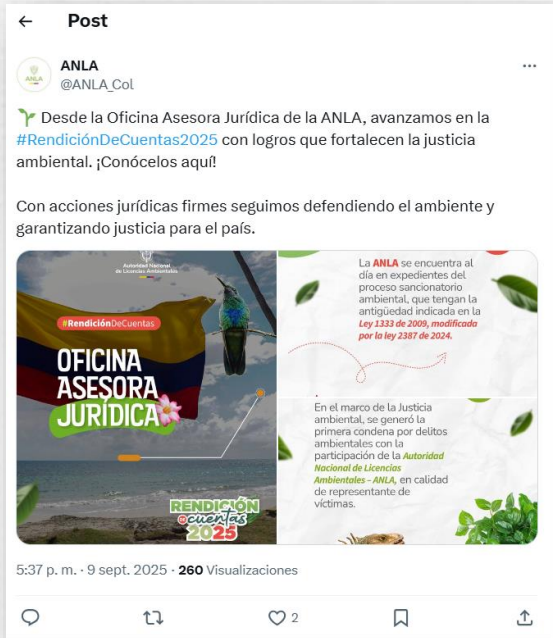 Post
ANLA
ANLA
@ANLA_Col
Desde la Oficina Asesora Jurídica de la ANLA, avanzamos en la
#RendiciónDeCuentas2025 con logros que fortalecen la justicia
ambiental. ¡Conócelos aquí!
Con acciones jurídicas firmes seguimos defendiendo el ambiente y
garantizando justicia para el país.
Autoridad Nacional
de Licencias Ambientales
#RendiciónDeCuentas
OFICINA
ASESORA
JURÍDICA
RENDICIÓN
de cuentas
2025
La ANLA se encuentra al
día en expedientes del
proceso sancionatorio
ambiental, que tengan la
antigüedad indicada en la
Ley 1333 de 2009, modificada
por la ley 2387 de 2024.
En el marco de la Justicia
ambiental, se generó la
primera condena por delitos
ambientales con la
participación de la Autoridad
Nacional de Licencias
Ambientales – ANLA, en calidad
de representante de
víctimas.
5:37 p. m. · 9 sept. 2025 · 260 Visualizaciones
2